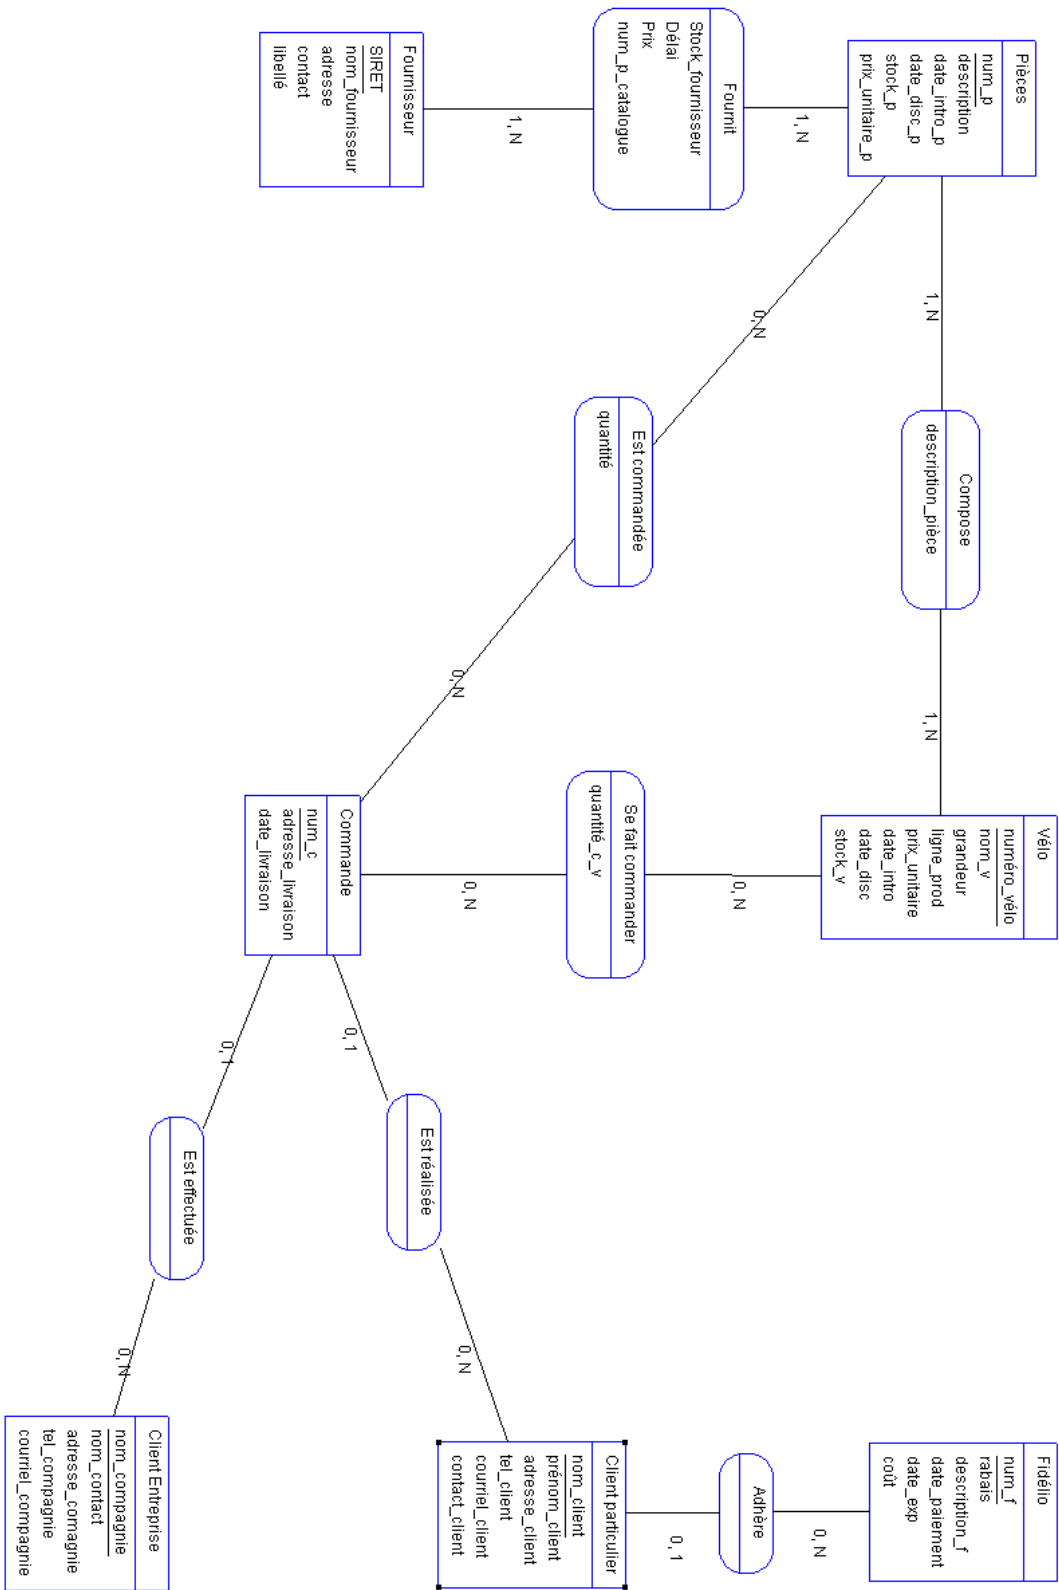 Pièces
num_p
description
date_intro_p
date_disc_p
stock_p
prix_unitaire_p
1, N
Fournit
Stock_fournisseur
Délai
Prix
num_p_catalogue
1, N
Fournisseur
SIRET
nom_fournisseur
adresse
contact
libellé
1, N
Compose
description_pièce
1, N
0, N
Est commandée
quantité
0, N
Vélo
numéro_vélo
nom_v
grandeur
ligne_prod
prix_unitaire
date_intro
date_disc
stock_v
0, N
Se fait commander
quantité_c_v
0, N
Commande
num_c
adresse_livraison
date_livraison
0, 1
Est réalisée
0, N
0, 1
Est effectuée
0, N
Fidélio
num_f
rabais
description_f
date_paiement
date_exp
coût
0, N
Adhère
0, 1
Client particulier
nom_client
prénom_client
adresse_client
tel_client
courriel_client
contact_client
Client Entreprise
nom_compagnie
nom_contact
adresse_comagnie
tel_compagnie
courriel_compagnie